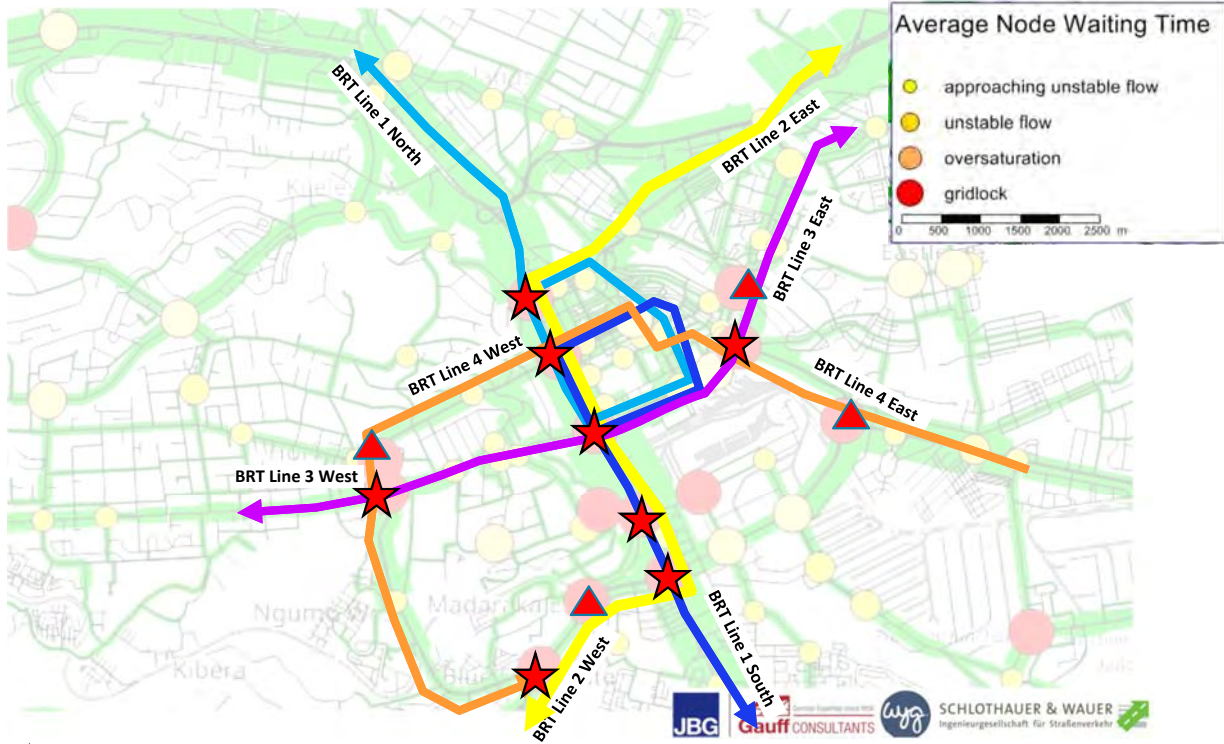 Average Node Waiting Time
approaching unstable flow
unstable flow
oversaturation
gridlock
0 500 1000 1500 2000 2500 m
BRT Line 1 North
BRT Line 2 East
BRT Line 3 East
BRT Line 4 West
BRT Line 4 East
BRT Line 3 West
BRT Line 1 South
BRT Line 2 West
Ngumo W
Madaraka
Kibera
JBG
Gauff CONSULTANTS
wyg
SCHLOTHAUER & WAUER
Ingenieurgesellschaft für Straßenverkehr